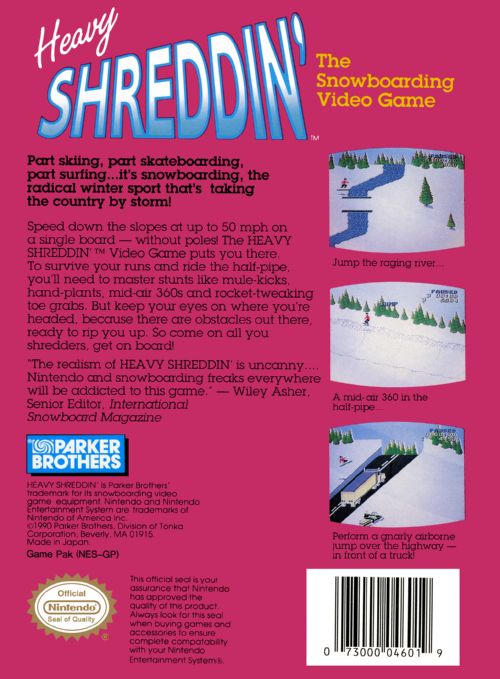 Heavy
SHREDDIN'™
The
Snowboarding
Video Game
Part skiing, part skateboarding,
part surfing...it's snowboarding, the
radical winter sport that's taking
the country by storm!
Speed down the slopes at up to 50 mph on
a single board — without poles! The HEAVY
SHREDDIN' ™ Video Game puts you there.
To survive your runs and ride the half-pipe,
you'll need to master stunts like mule-kicks,
hand-plants, mid-air 360s and rocket-tweaking
toe grabs. But keep your eyes on where you're
headed, because there are obstacles out there,
ready to rip you up. So come on all you
shredders, get on board!
"The realism of HEAVY SHREDDIN' is uncanny....
Nintendo and snowboarding freaks everywhere
will be addicted to this game." — Wiley Asher,
Senior Editor, International
Snowboard Magazine
PARKER
BROTHERS
HEAVY SHREDDIN' is Parker Brothers'
trademark for its snowboarding video
game equipment. Nintendo and Nintendo
Entertainment System are trademarks of
Nintendo of America Inc.
©1990 Parker Brothers, Division of Tonka
Corporation, Beverly, MA 01915.
Made in Japan.
Game Pak (NES-GP)
Official
Nintendo
Seal of Quality
®
This official seal is your
assurance that Nintendo
has approved the
quality of this product.
Always look for this seal
when buying games and
accessories to ensure
complete compatability
with your Nintendo
Entertainment System®.
Jump the raging river...
PAUSED
JUMP
A mid-air 360 in the
half-pipe...
Perform a gnarly airborne
jump over the highway —
in front of a truck!
0 73000 04601 9